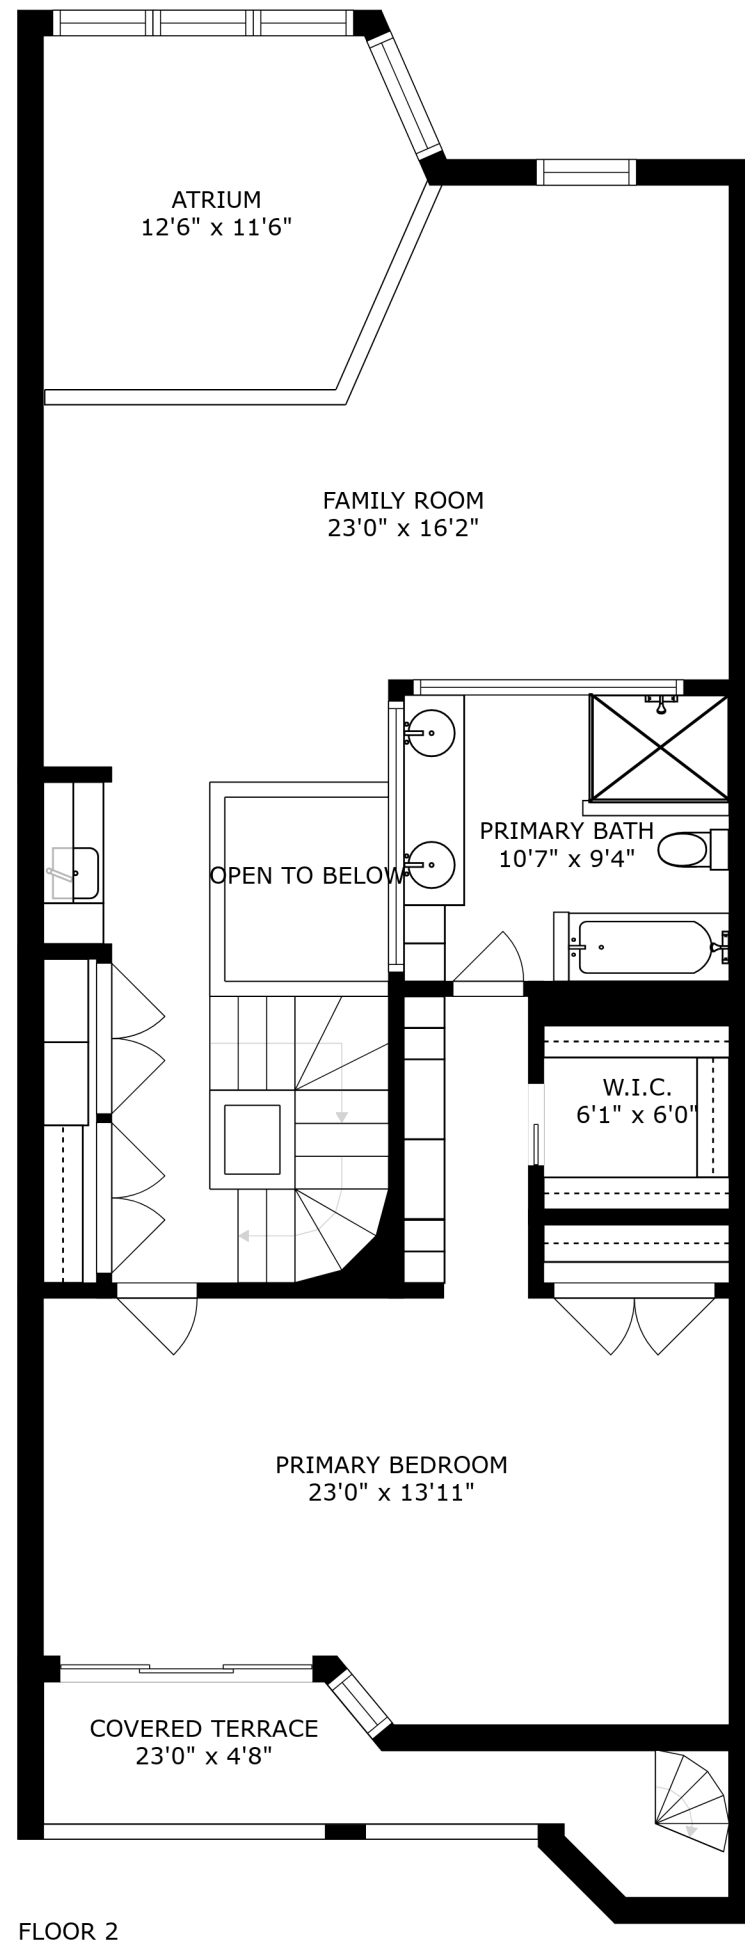 ATRIUM
12'6" x 11'6"
FAMILY ROOM
23'0" x 16'2"
PRIMARY BATH
10'7" x 9'4"
OPEN TO BELOW
W.I.C.
6'1" x 6'0"
PRIMARY BEDROOM
23'0" x 13'11"
COVERED TERRACE
23'0" x 4'8"
FLOOR 2